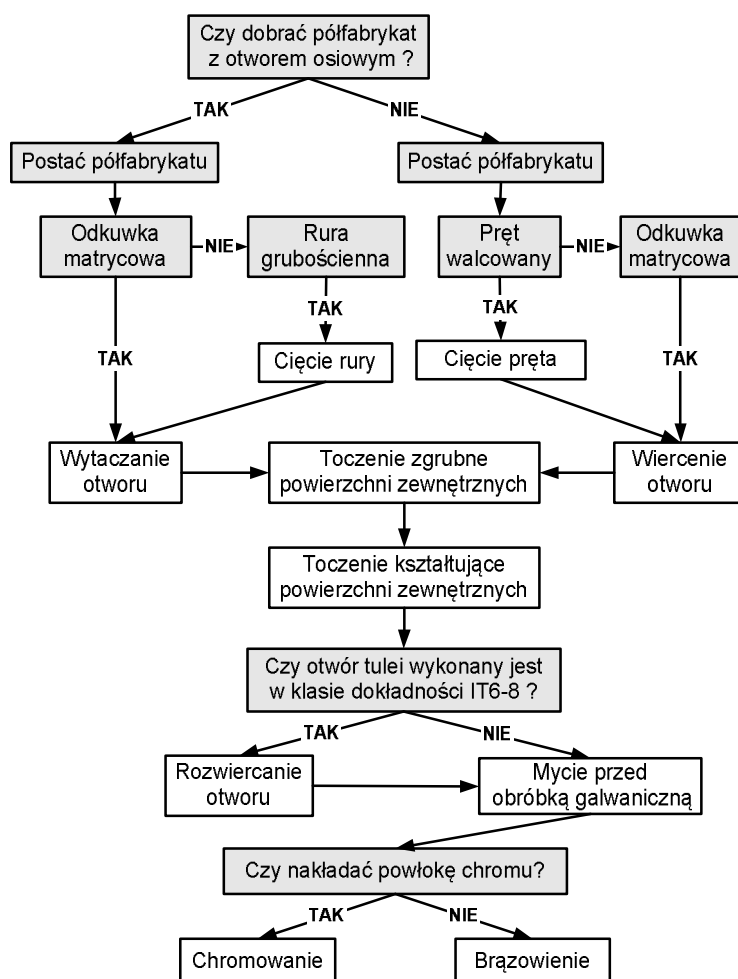 Czy dobrać półfabrykat
z otworem osiowym ?
TAK
NIE
Postać półfabrykatu
Postać półfabrykatu
Odkuwka
matrycowa
NIE
Rura
grubościenna
Pręt
walcowany
NIE
Odkuwka
matrycowa
TAK
TAK
TAK
TAK
Cięcie rury
Cięcie pręta
Wytaczanie
otworu
Toczenie zgrubne
powierzchni zewnętrznych
Wiercenie
otworu
Toczenie kształtujące
powierzchni zewnętrznych
Czy otwór tulei wykonany jest
w klasie dokładności IT6-8 ?
TAK
NIE
Rozwiercanie
otworu
Mycie przed
obróbką galwaniczną
Czy nakładać powłokę chromu?
TAK
NIE
Chromowanie
Brązowienie